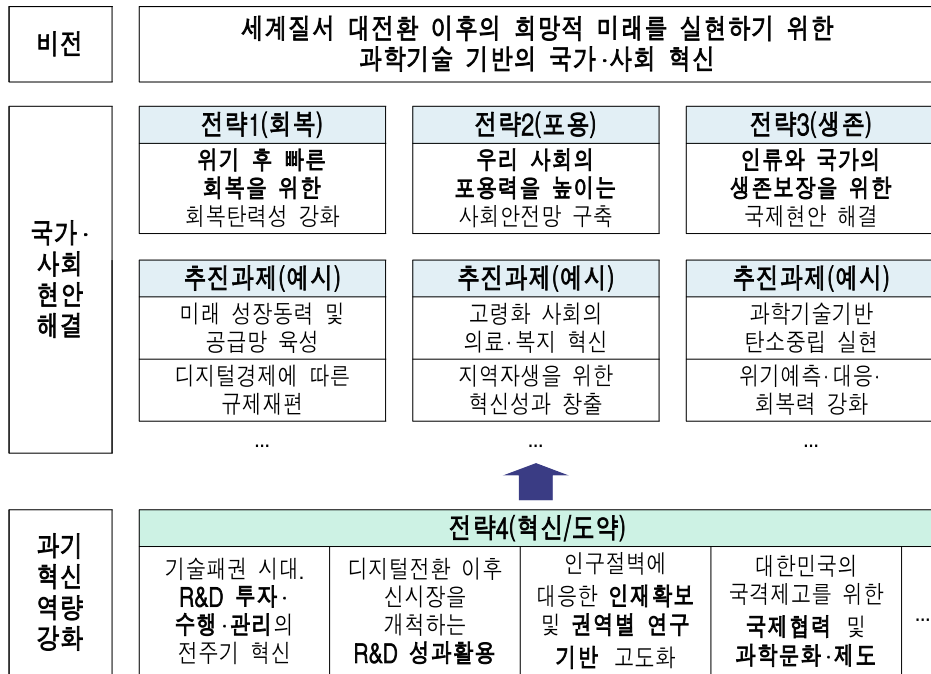 비전
세계질서 대전환 이후의 희망적 미래를 실현하기 위한
과학기술 기반의 국가·사회 혁신
국가·
사회
현안
해결
전략1(회복)
위기 후 빠른
회복을 위한
회복탄력성 강화
전략2(포용)
우리 사회의
포용력을 높이는
사회안전망 구축
전략3(생존)
인류와 국가의
생존보장을 위한
국제현안 해결
추진과제(예시)
미래 성장동력 및
공급망 육성
디지털경제에 따른
규제재편
...
추진과제(예시)
고령화 사회의
의료·복지 혁신
지역자생을 위한
혁신성과 창출
...
추진과제(예시)
과학기술기반
탄소중립 실현
위기예측·대응·
회복력 강화
...
과기
혁신
역량
강화
전략4(혁신/도약)
기술패권 시대.
R&D 투자·
수행·관리의
전주기 혁신
디지털전환 이후
신시장을
개척하는
R&D 성과활용
인구절벽에
대응한 인재확보
및 권역별 연구
기반 고도화
대한민국의
국격제고를 위한
국제협력 및
과학문화·제도
...